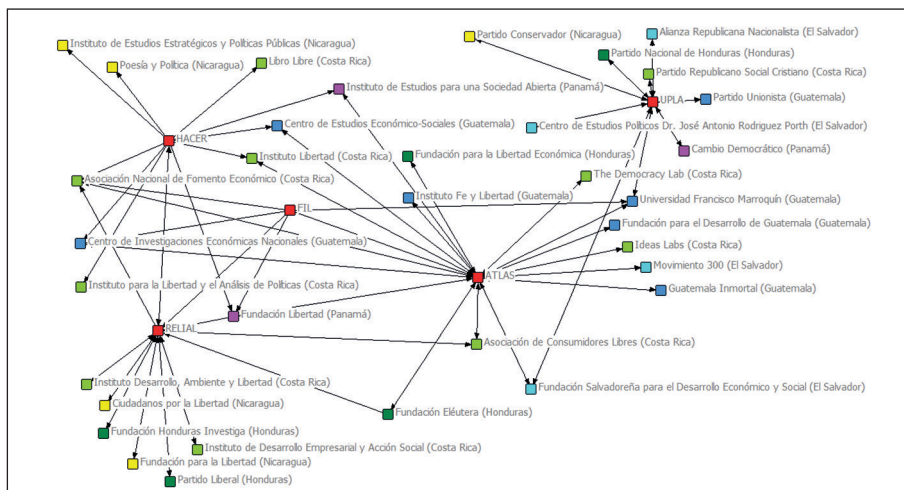 Partido Conservador (Nicaragua)
Alianza Republicana Nacionalista (El Salvador)
Instituto de Estudios Estratégicos y Políticas Públicas (Nicaragua)
Partido Nacional de Honduras (Honduras)
Libro Libre (Costa Rica)
Poesía y Política (Nicaragua)
Partido Republicano Social Cristiano (Costa Rica)
Instituto de Estudios para una Sociedad Abierta (Panamá)
Partido Unionista (Guatemala)
UPLA
Centro de Estudios Económico-Sociales (Guatemala)
Centro de Estudios Políticos Dr. José Antonio Rodriguez Porth (El Salvador)
HACER
Cambio Democrático (Panamá)
Fundación para la Libertad Económica (Honduras)
Instituto Libertad (Costa Rica)
The Democracy Lab (Costa Rica)
Asociación Nacional de Fomento Económico (Costa Rica)
Instituto Fe y Libertad (Guatemala)
Universidad Francisco Marroquín (Guatemala)
FIL
Fundación para el Desarrollo de Guatemala (Guatemala)
Centro de Investigaciones Económicas Nacionales (Guatemala)
Ideas Labs (Costa Rica)
Movimiento 300 (El Salvador)
ATLAS
Instituto para la Libertad y el Análisis de Políticas (Costa Rica)
Guatemala Inmortal (Guatemala)
Fundación Libertad (Panamá)
RELIAL
Asociación de Consumidores Libres (Costa Rica)
Instituto Desarrollo, Ambiente y Libertad (Costa Rica)
Fundación Salvadoreña para el Desarrollo Económico y Social (El Salvador)
Ciudadanos por la Libertad (Nicaragua)
Fundación Eléutera (Honduras)
Fundación Honduras Investiga (Honduras)
Instituto de Desarrollo Empresarial y Acción Social (Costa Rica)
Fundación para la Libertad (Nicaragua)
Partido Liberal (Honduras)